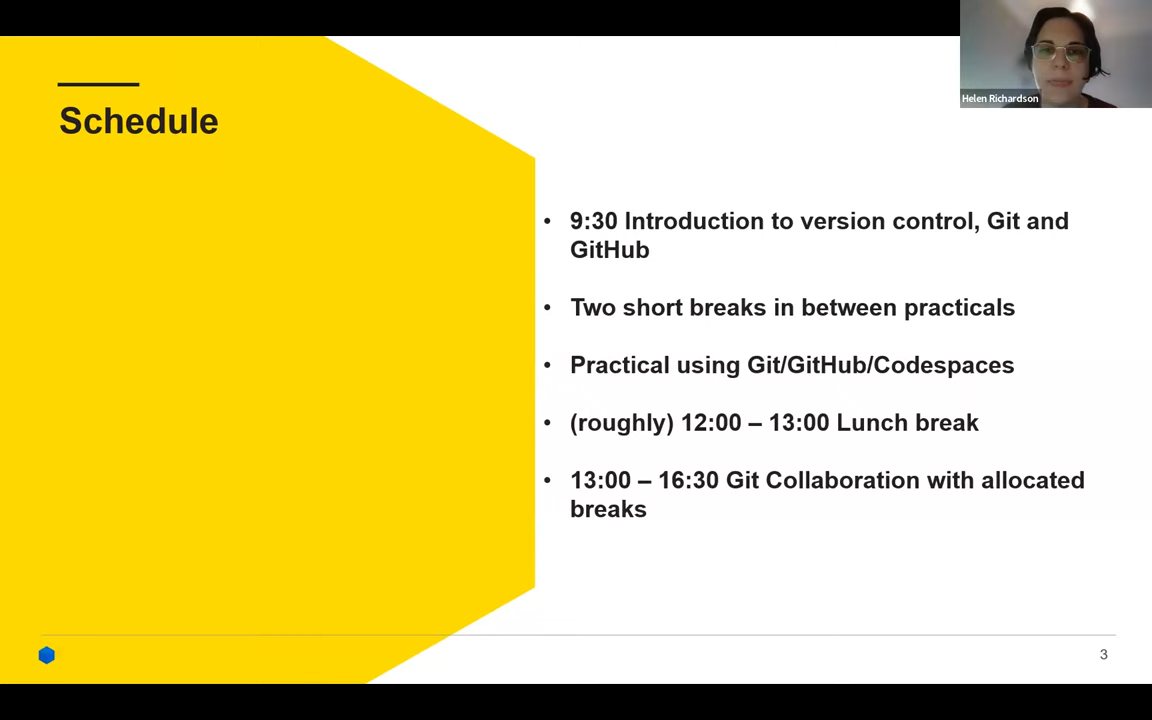 Helen Richardson
Schedule
• 9:30 Introduction to version control, Git and
GitHub
• Two short breaks in between practicals
• Practical using Git/GitHub/Codespaces
• (roughly) 12:00 – 13:00 Lunch break
• 13:00 – 16:30 Git Collaboration with allocated
breaks
3